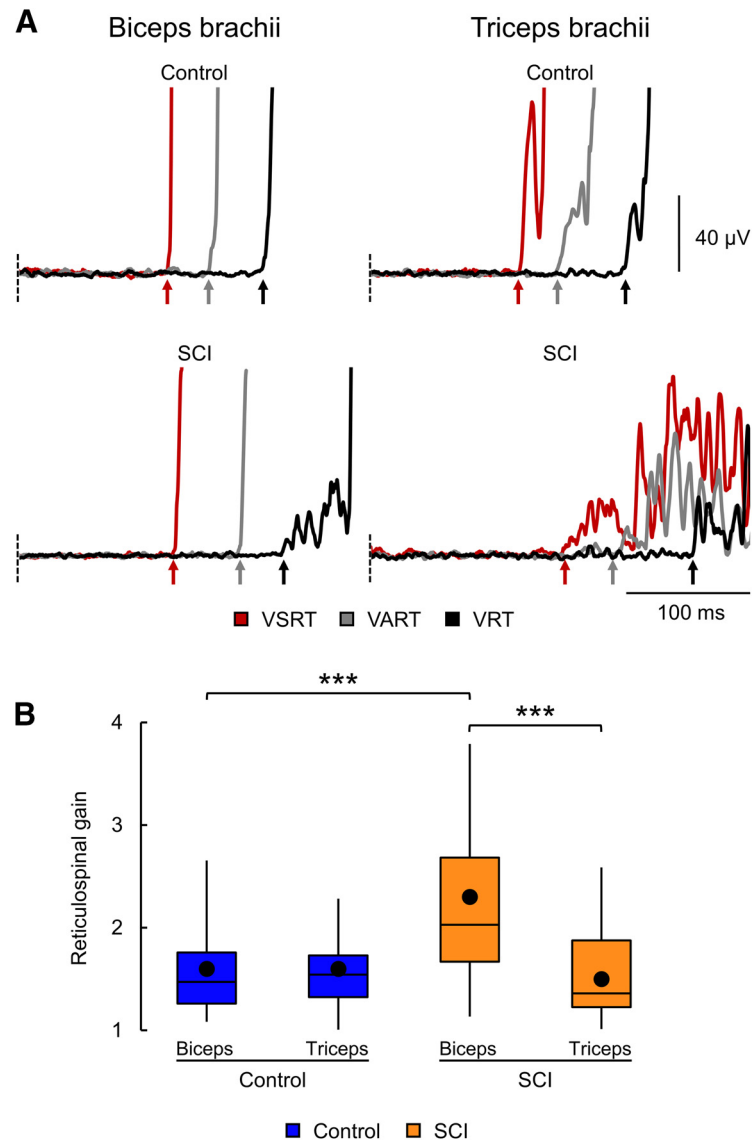 A
Biceps brachii Triceps brachii
Control Control
40 μV
SCI SCI
100 ms
VSRT VART VRT
B
***
***
4
3
2
1
Reticulospinal gain
Biceps Triceps Biceps Triceps
Control SCI
Control SCI